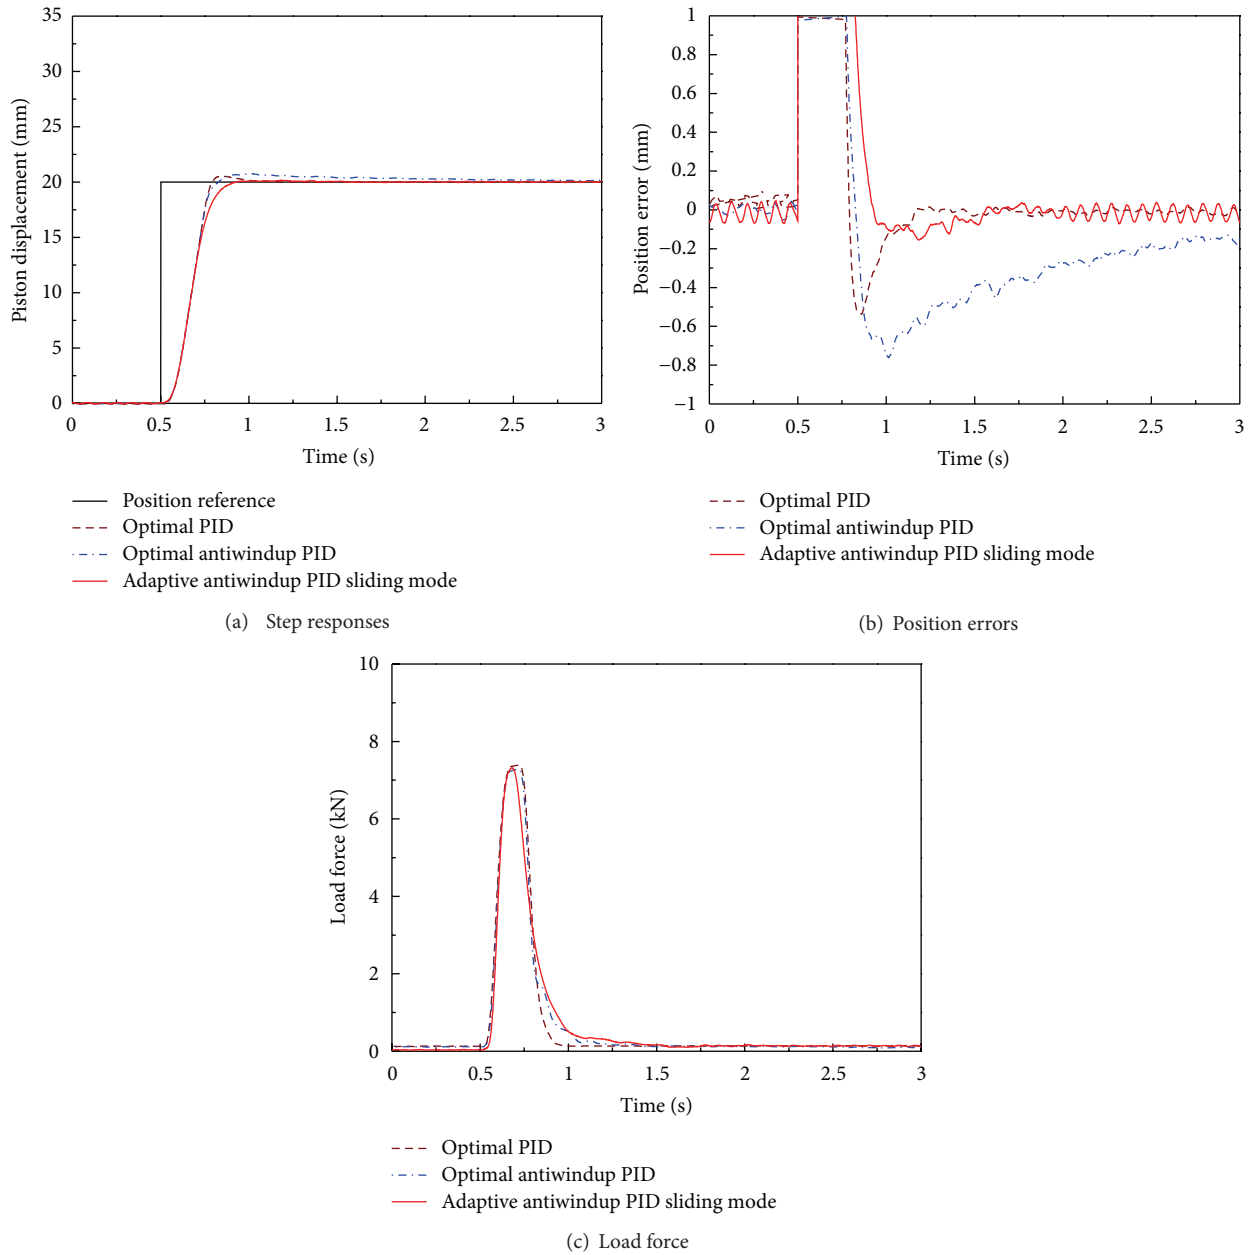 35
30
25
20
15
10
5
0
Piston displacement (mm)
0 0.5 1 1.5 2 2.5 3
Time (s)
Position reference
Optimal PID
Optimal antiwindup PID
Adaptive antiwindup PID sliding mode
(a) Step responses
1
0.8
0.6
0.4
0.2
0
−0.2
−0.4
−0.6
−0.8
−1
Position error (mm)
0 0.5 1 1.5 2 2.5 3
Time (s)
Optimal PID
Optimal antiwindup PID
Adaptive antiwindup PID sliding mode
(b) Position errors
10
8
6
4
2
0
Load force (kN)
0 0.5 1 1.5 2 2.5 3
Time (s)
Optimal PID
Optimal antiwindup PID
Adaptive antiwindup PID sliding mode
(c) Load force